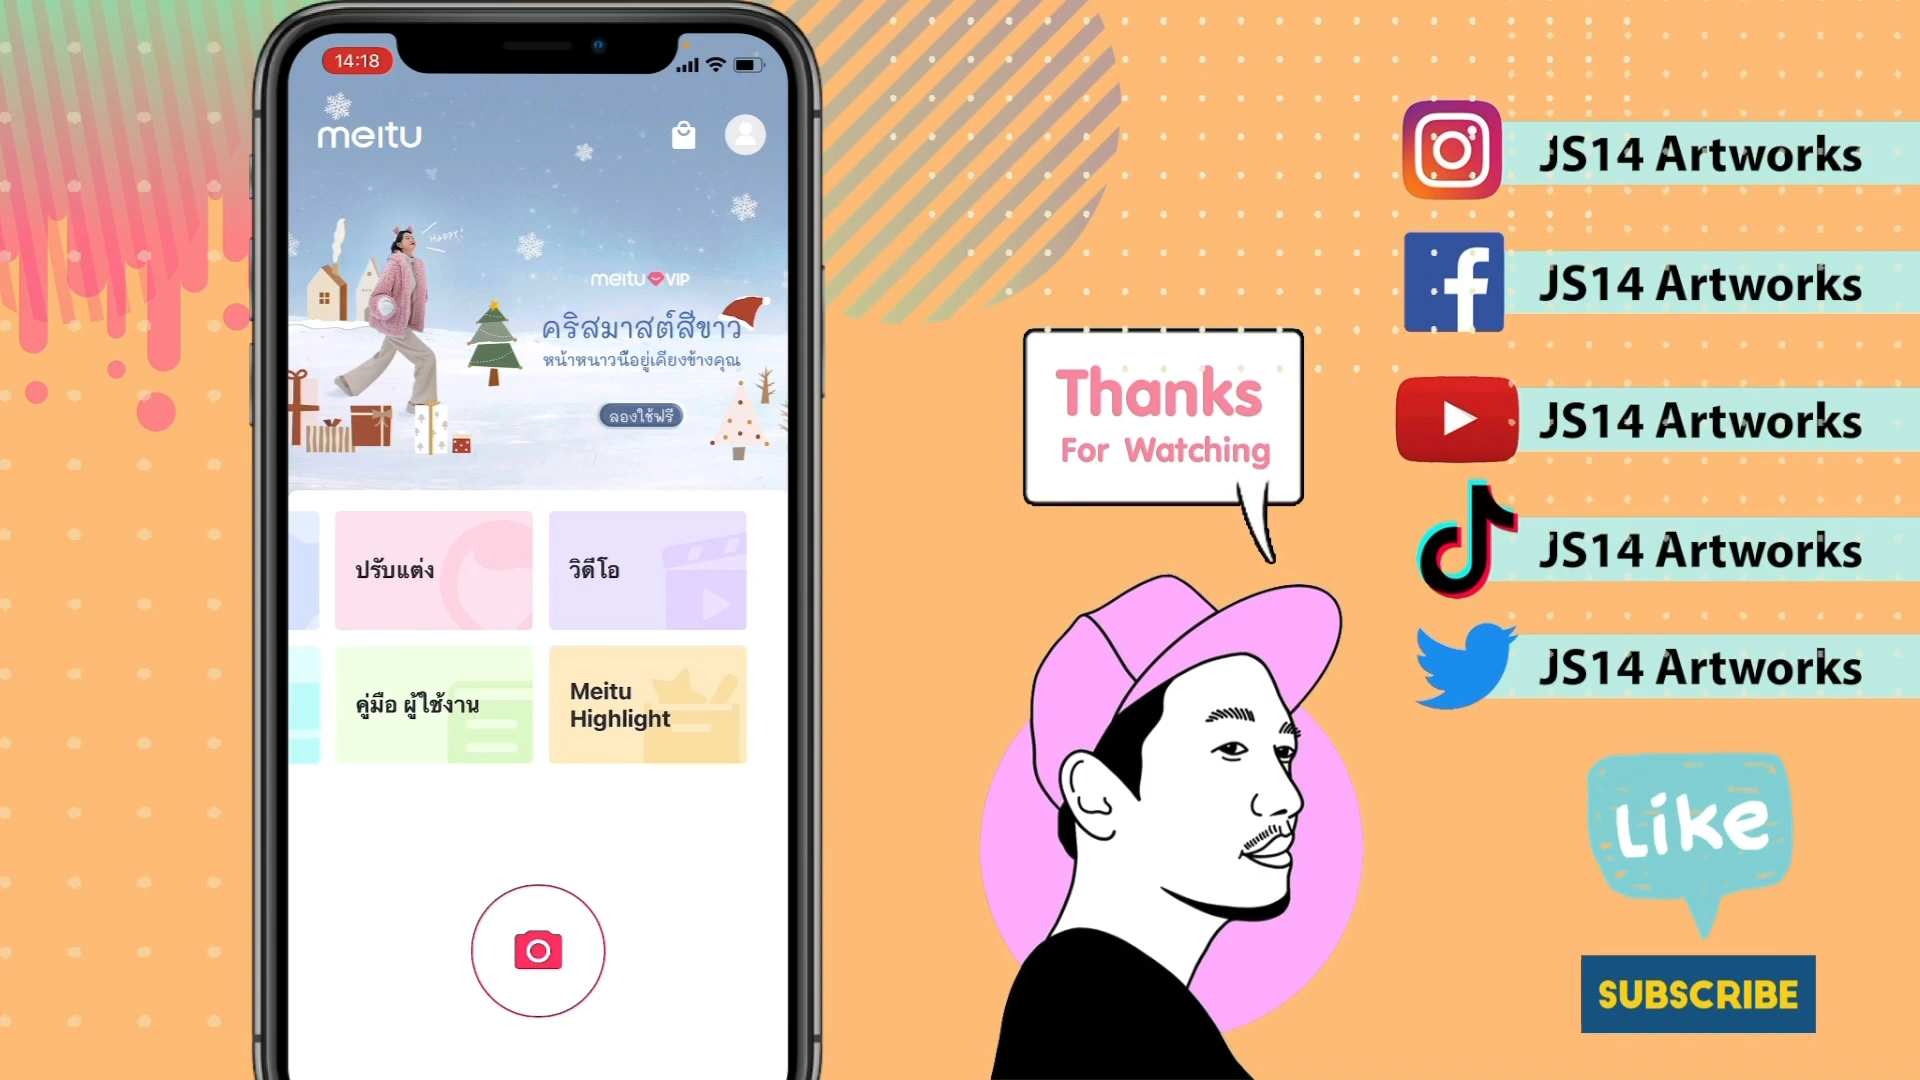 14:18
meitu
HAPPY!
meitu VIP
คริสมาสต์สีขาว
หน้าหนาวนี้อยู่เคียงข้างคุณ
ลองใช้ฟรี
ปรับแต่ง
วิดีโอ
คู่มือ ผู้ใช้งาน
Meitu
Highlight
Thanks
For Watching
JS14 Artworks
JS14 Artworks
JS14 Artworks
JS14 Artworks
JS14 Artworks
Like
SUBSCRIBE